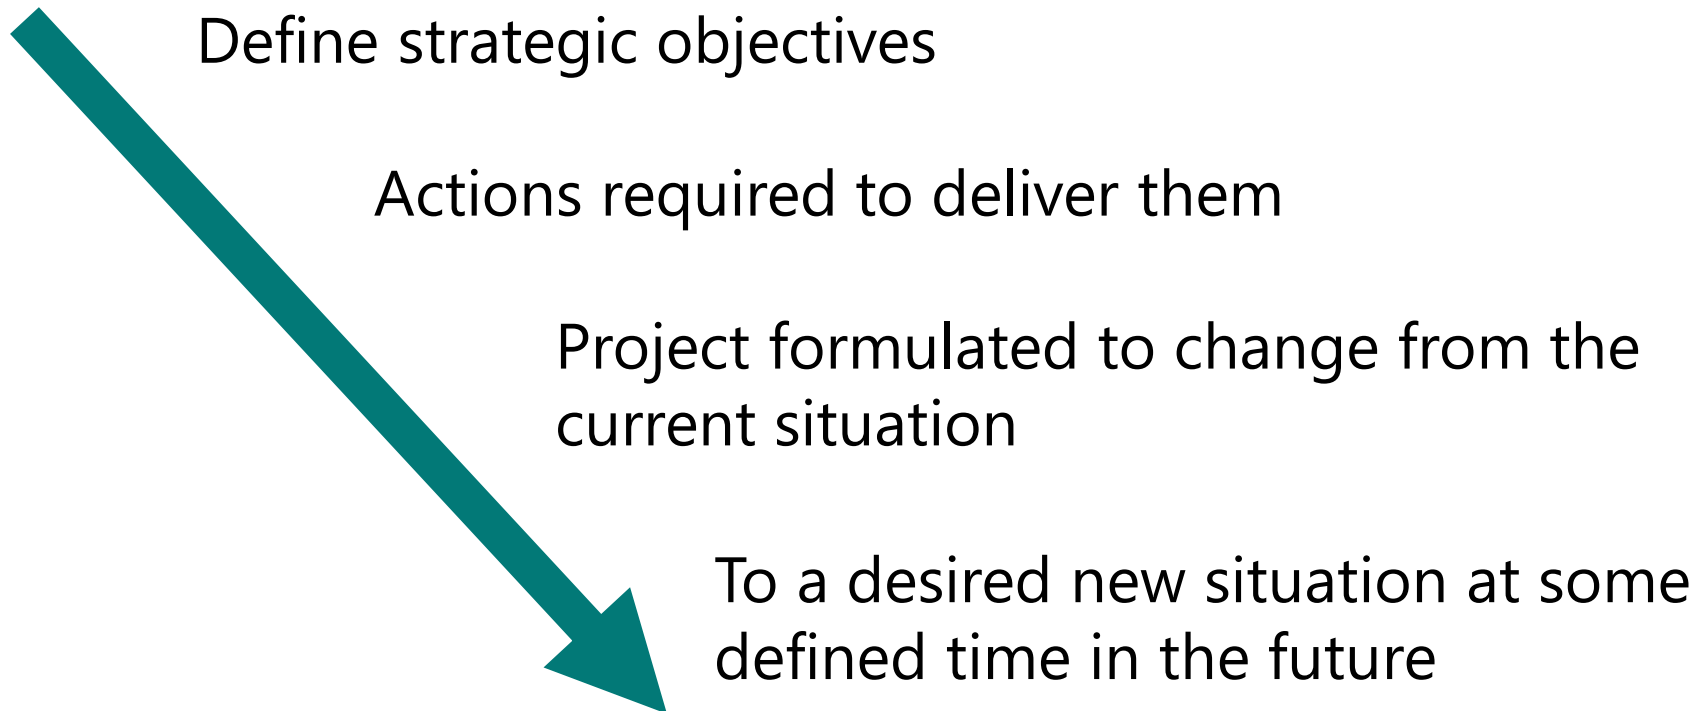 Define strategic objectives
Actions required to deliver them
Project formulated to change from the
current situation
To a desired new situation at some
defined time in the future